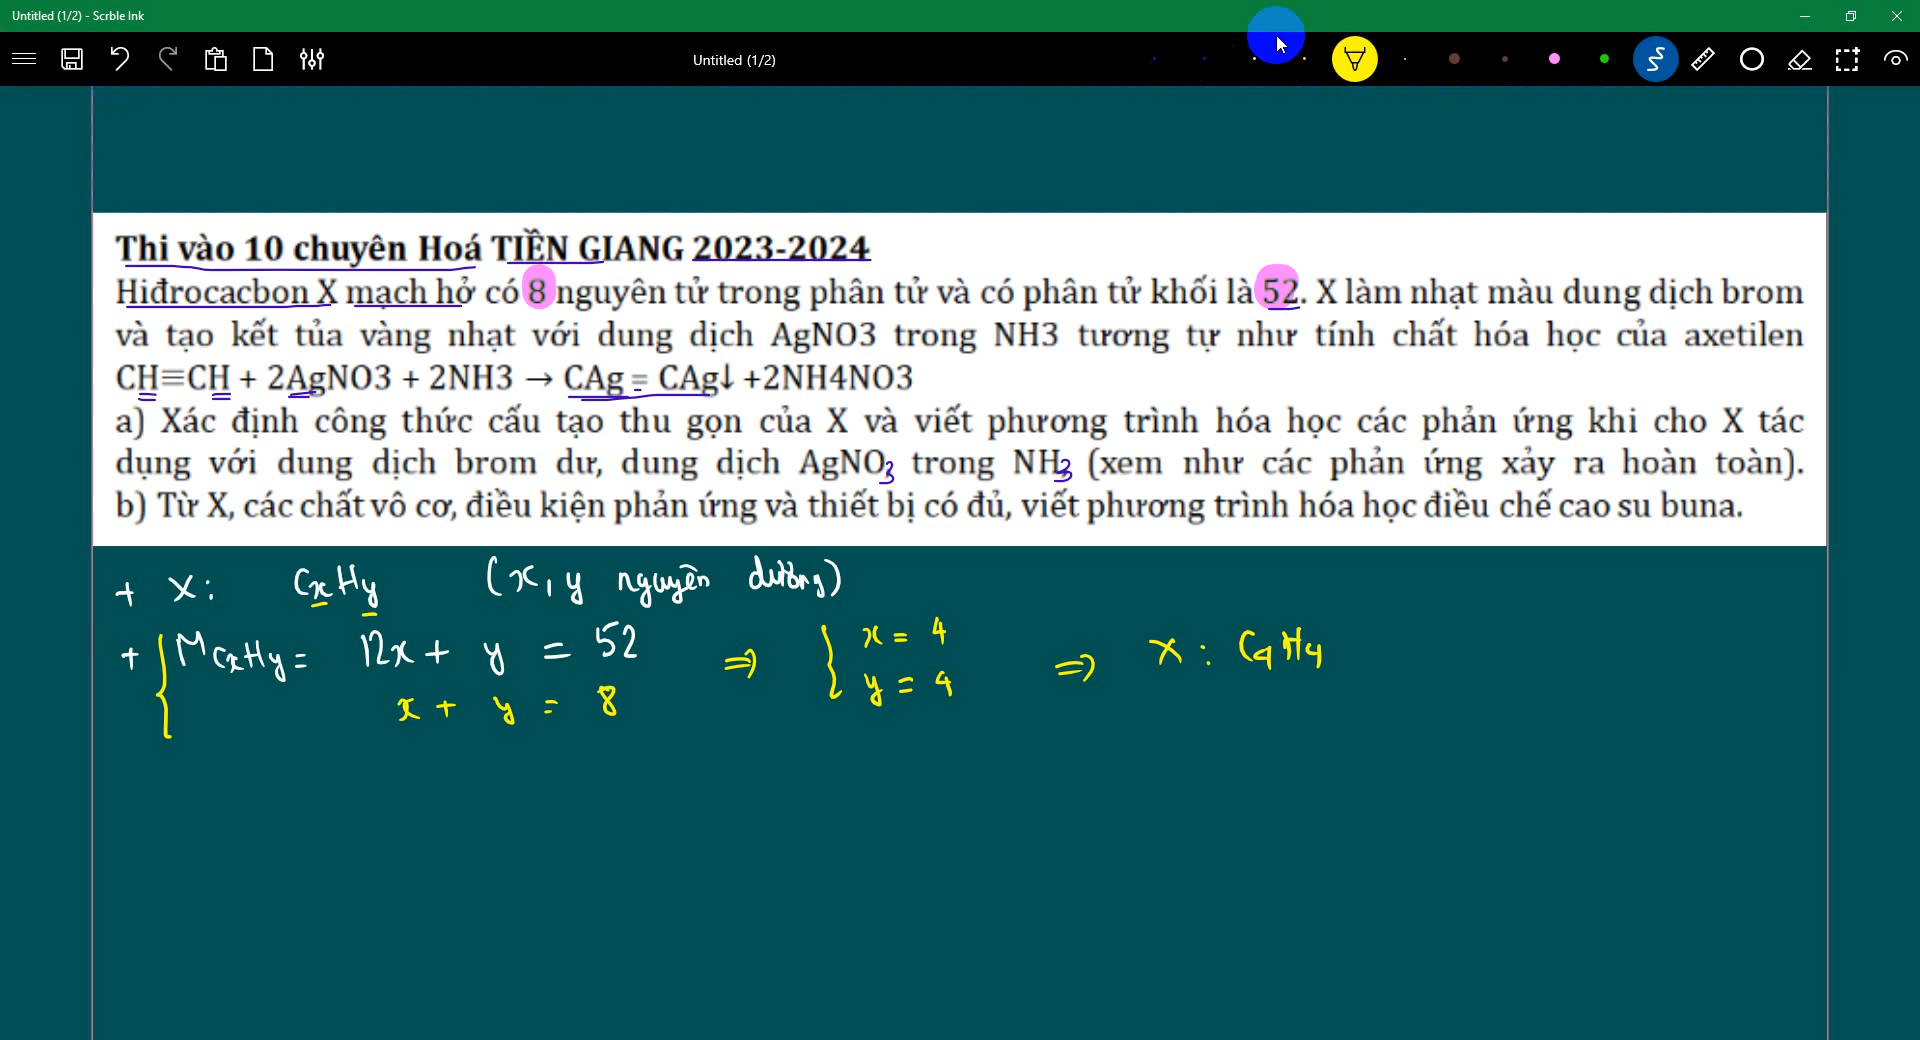 Untitled (1/2) - Scrble Ink
Untitled (1/2)
Thi vào 10 chuyên Hoá TIỀN GIANG 2023-2024
Hiđrocacbon X mạch hở có 8 nguyên tử trong phân tử và có phân tử khối là 52. X làm nhạt màu dung dịch brom
và tạo kết tủa vàng nhạt với dung dịch AgNO3 trong NH3 tương tự như tính chất hóa học của axetilen
CH≡CH + 2AgNO3 + 2NH3 → CAg = CAg↓ +2NH4NO3
a) Xác định công thức cấu tạo thu gọn của X và viết phương trình hóa học các phản ứng khi cho X tác
dụng với dung dịch brom dư, dung dịch AgNO3 trong NH3 (xem như các phản ứng xảy ra hoàn toàn).
b) Từ X, các chất vô cơ, điều kiện phản ứng và thiết bị có đủ, viết phương trình hóa học điều chế cao su buna.
+ X: CxHy (x, y nguyên dương)
+ { MCxHy = 12x + y = 52 ⇒ { x = 4 ⇒ X : C4H4
x + y = 8 y = 4